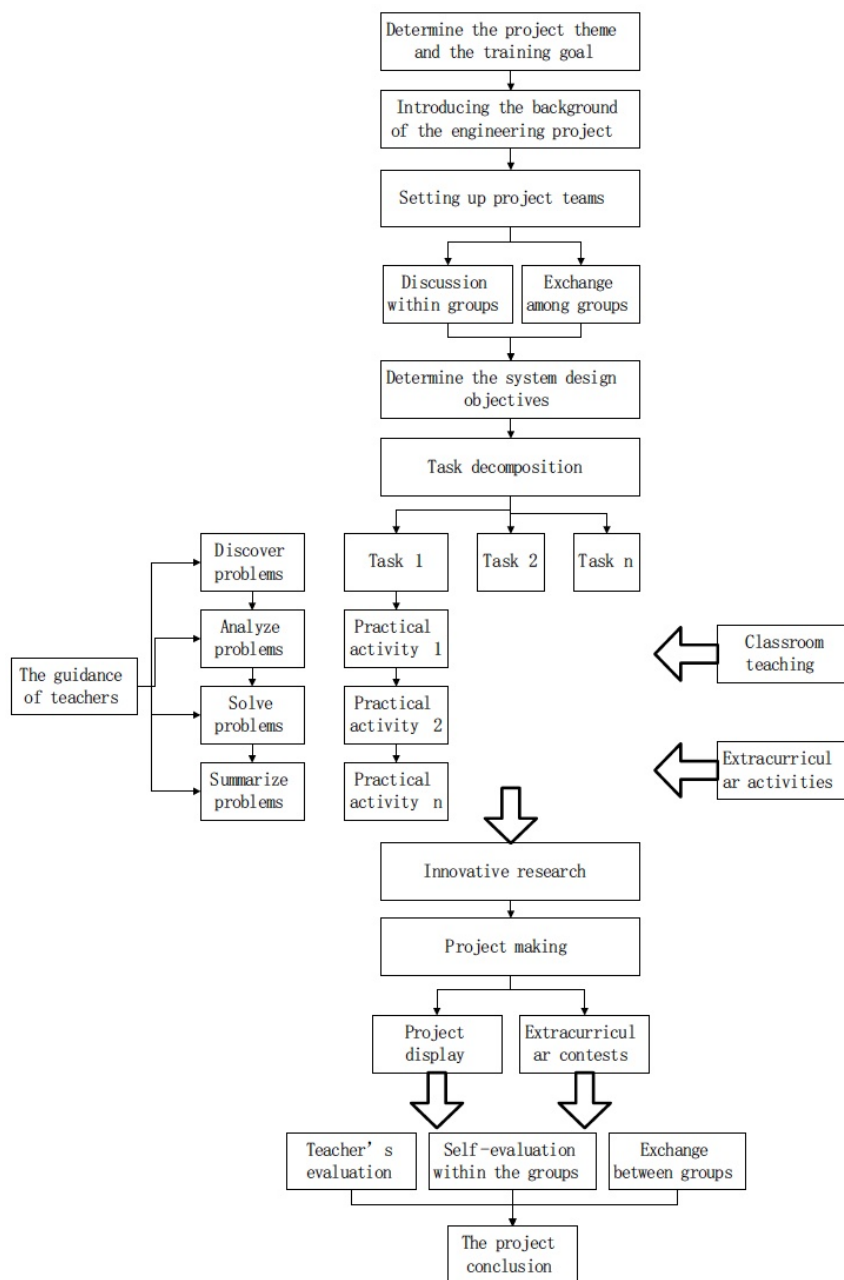 Determine the project theme
and the training goal
Introducing the background
of the engineering project
Setting up project teams
Discussion
within groups
Exchange
among groups
Determine the system design
objectives
Task decomposition
Discover
problems
Task 1
Task 2
Task n
Analyze
problems
Practical
activity 1
Classroom
teaching
The guidance
of teachers
Solve
problems
Practical
activity 2
Summarize
problems
Practical
activity n
Extracurricul
ar activities
Innovative research
Project making
Project
display
Extracurricul
ar contests
Teacher’s
evaluation
Self-evaluation
within the groups
Exchange
between groups
The project
conclusion